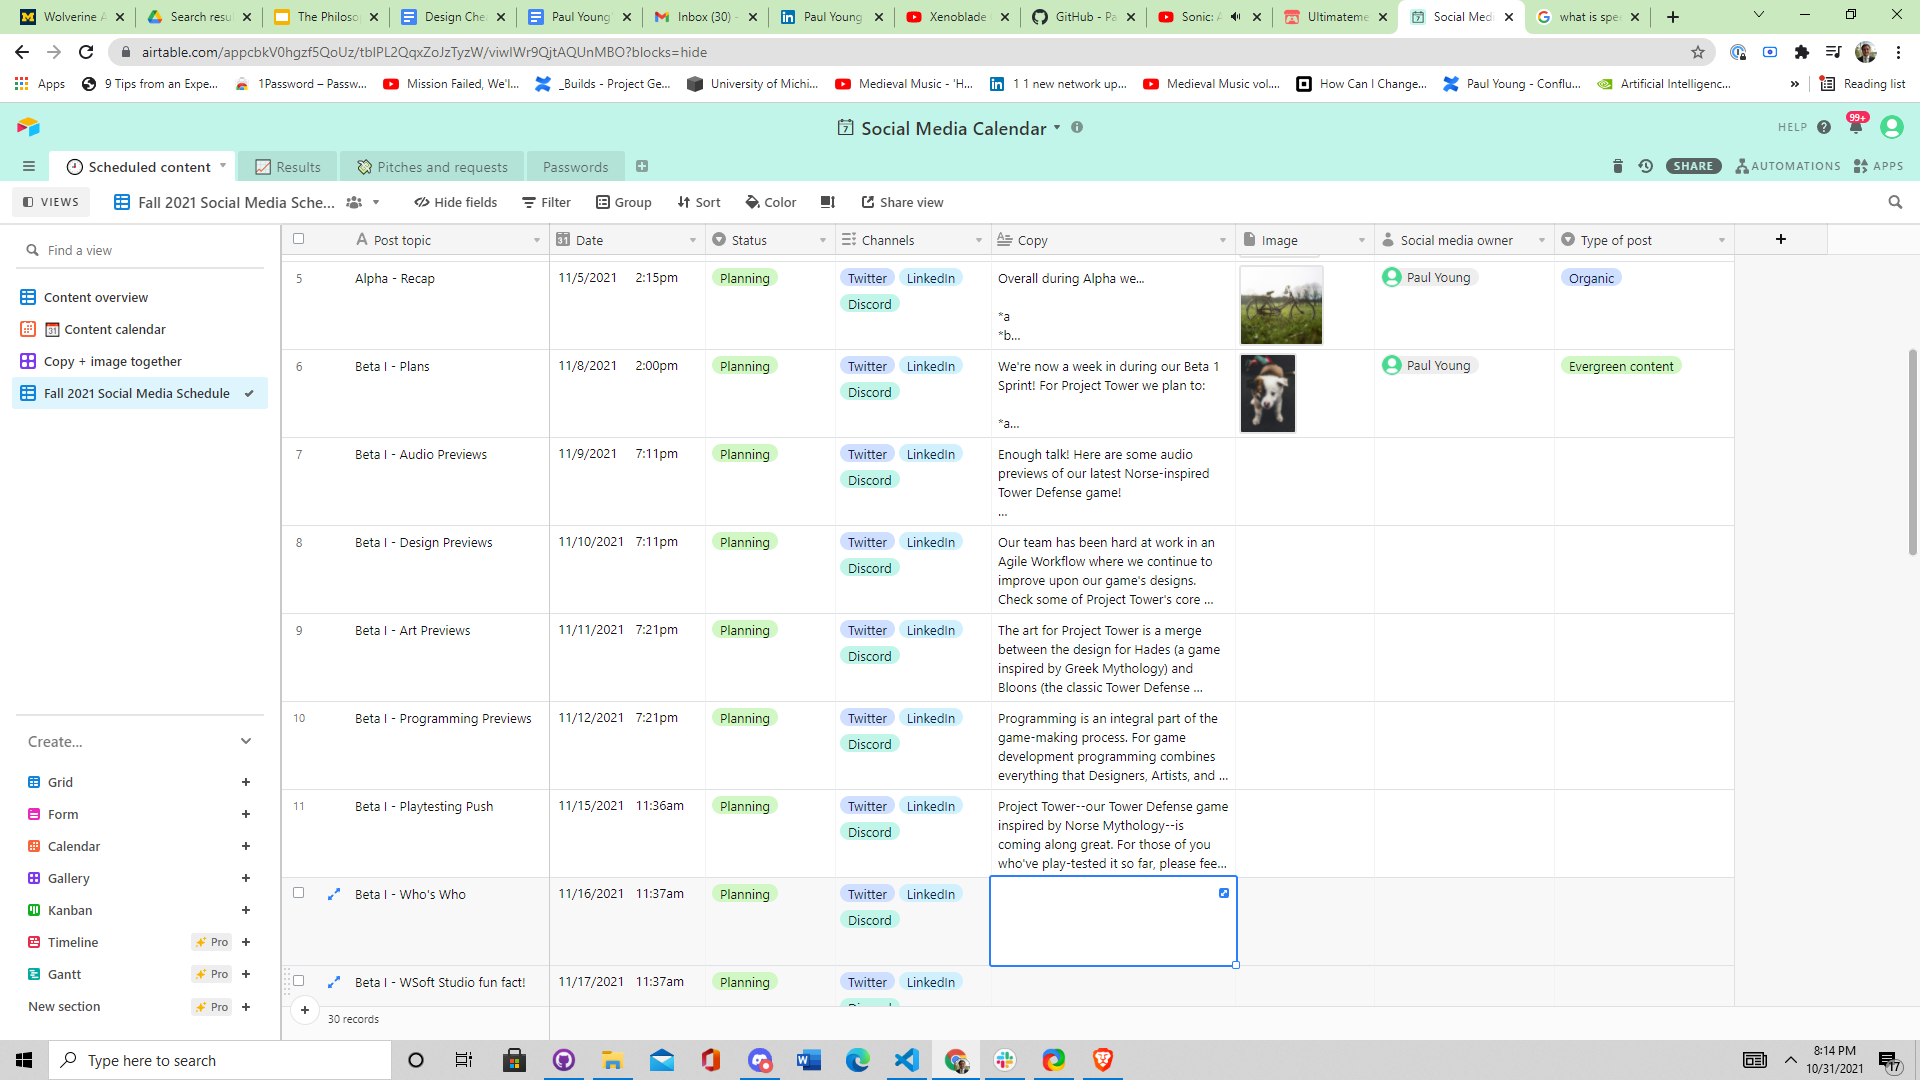 Wolverine A
Search resu
The Philoso
Design Che
Paul Young
Inbox (30) -
Paul Young
Xenoblade
GitHub - Pa
Sonic: A
Ultimateme
Social Medi
what is spe
airtable.com/appcbkV0hgzf5QoUz/tblPL2QqxZoJzTyzW/viwIWr9QjtAQUnMBO?blocks=hide
Apps
9 Tips from an Expe...
1Password – Passw...
Mission Failed, We'l...
_Builds - Project Ge...
University of Michi...
Medieval Music - 'H...
1 1 new network up...
Medieval Music vol....
How Can I Change...
Paul Young - Conflu...
Artificial Intelligenc...
»
Reading list
Social Media Calendar
HELP
99+
Scheduled content
Results
Pitches and requests
Passwords
SHARE
AUTOMATIONS
APPS
VIEWS
Fall 2021 Social Media Sche...
Hide fields
Filter
Group
Sort
Color
Share view
Find a view
Content overview
Content calendar
Copy + image together
Fall 2021 Social Media Schedule
Create...
Grid
Form
Calendar
Gallery
Kanban
Timeline
Pro
Gantt
Pro
New section
Pro
Post topic
Date
Status
Channels
Copy
Image
Social media owner
Type of post
5 Alpha - Recap 11/5/2021 2:15pm Planning Twitter LinkedIn
Discord
Overall during Alpha we...
*a
*b...
Paul Young
Organic
6 Beta I - Plans 11/8/2021 2:00pm Planning Twitter LinkedIn
Discord
We're now a week in during our Beta 1
Sprint! For Project Tower we plan to:
*a...
Paul Young
Evergreen content
7 Beta I - Audio Previews 11/9/2021 7:11pm Planning Twitter LinkedIn
Discord
Enough talk! Here are some audio
previews of our latest Norse-inspired
Tower Defense game!
...
8 Beta I - Design Previews 11/10/2021 7:11pm Planning Twitter LinkedIn
Discord
Our team has been hard at work in an
Agile Workflow where we continue to
improve upon our game's designs.
Check some of Project Tower's core ...
9 Beta I - Art Previews 11/11/2021 7:21pm Planning Twitter LinkedIn
Discord
The art for Project Tower is a merge
between the design for Hades (a game
inspired by Greek Mythology) and
Bloons (the classic Tower Defense ...
10 Beta I - Programming Previews 11/12/2021 7:21pm Planning Twitter LinkedIn
Discord
Programming is an integral part of the
game-making process. For game
development programming combines
everything that Designers, Artists, and ...
11 Beta I - Playtesting Push 11/15/2021 11:36am Planning Twitter LinkedIn
Discord
Project Tower--our Tower Defense game
inspired by Norse Mythology--is
coming along great. For those of you
who've play-tested it so far, please fee...
Beta I - Who's Who 11/16/2021 11:37am Planning Twitter LinkedIn
Discord
Beta I - WSoft Studio fun fact! 11/17/2021 11:37am Planning Twitter LinkedIn
Discord
30 records
Type here to search
8:14 PM
10/31/2021
17